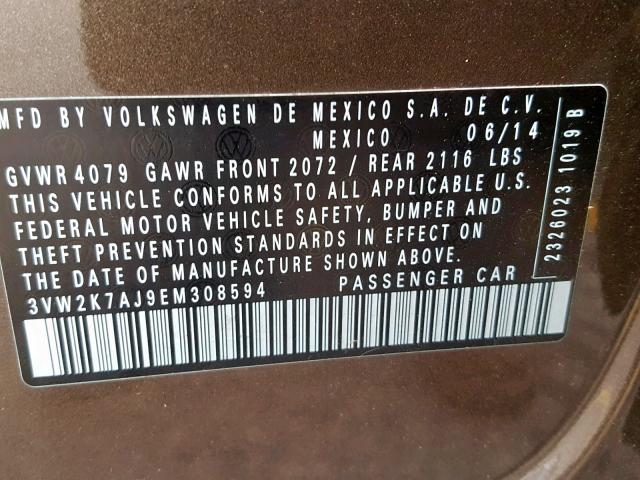 MFD BY VOLKSWAGEN DE MEXICO S.A. DE C.V.
MEXICO 06/14
GVWR 4079 GAWR FRONT 2072 / REAR 2116 LBS
THIS VEHICLE CONFORMS TO ALL APPLICABLE U.S.
FEDERAL MOTOR VEHICLE SAFETY, BUMPER AND
THEFT PREVENTION STANDARDS IN EFFECT ON
THE DATE OF MANUFACTURE SHOWN ABOVE.
3VW2K7AJ9EM308594 PASSENGER CAR
2326023 1019 B